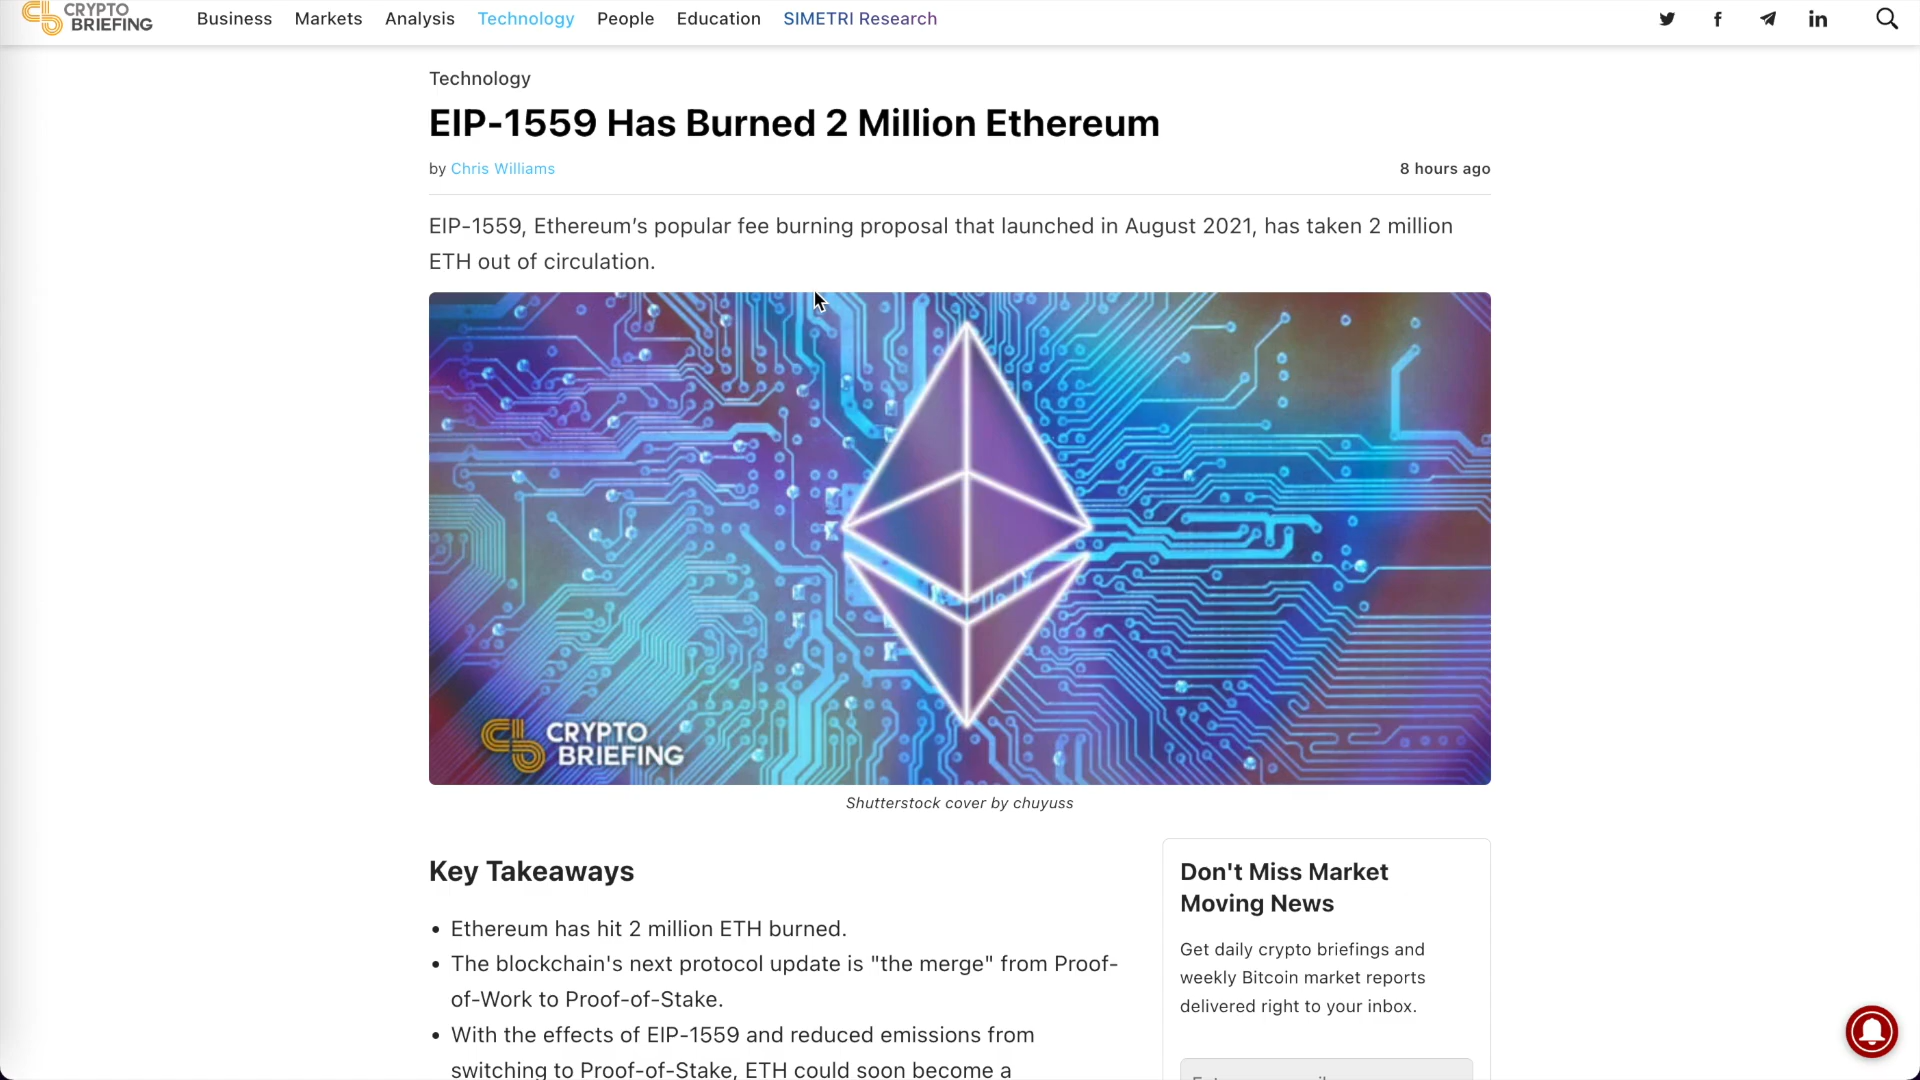 CRYPTO
BRIEFING
Business Markets Analysis Technology People Education SIMETRI Research
Technology
EIP-1559 Has Burned 2 Million Ethereum
by Chris Williams
8 hours ago
EIP-1559, Ethereum’s popular fee burning proposal that launched in August 2021, has taken 2 million
ETH out of circulation.
CRYPTO
BRIEFING
Shutterstock cover by chuyuss
Key Takeaways
• Ethereum has hit 2 million ETH burned.
• The blockchain's next protocol update is "the merge" from Proof-
of-Work to Proof-of-Stake.
• With the effects of EIP-1559 and reduced emissions from
switching to Proof-of-Stake, ETH could soon become a
Don't Miss Market
Moving News
Get daily crypto briefings and
weekly Bitcoin market reports
delivered right to your inbox.